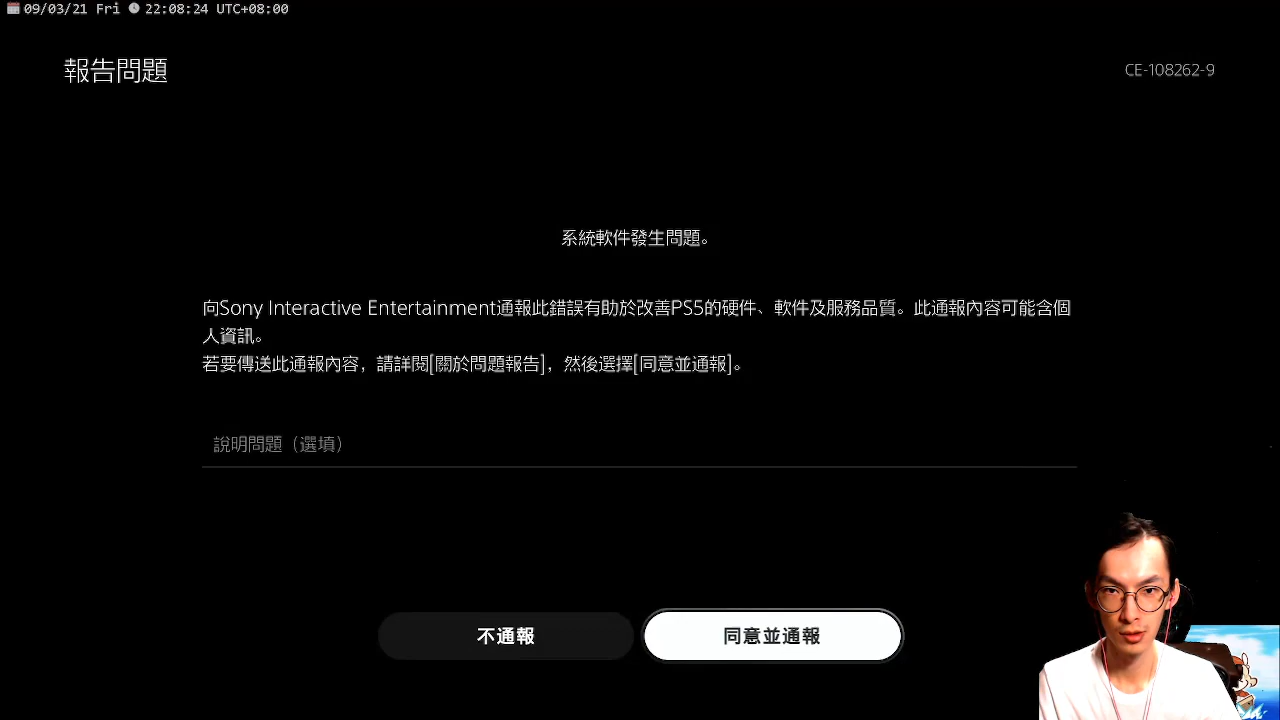 09/03/21 Fri 22:08:24 UTC+08:00
報告問題
CE-108262-9
系統軟件發生問題。
向Sony Interactive Entertainment通報此錯誤有助於改善PS5的硬件、軟件及服務品質。此通報內容可能含個
人資訊。
若要傳送此通報內容，請詳閱[關於問題報告]，然後選擇[同意並通報]。
說明問題（選填）
不通報
同意並通報